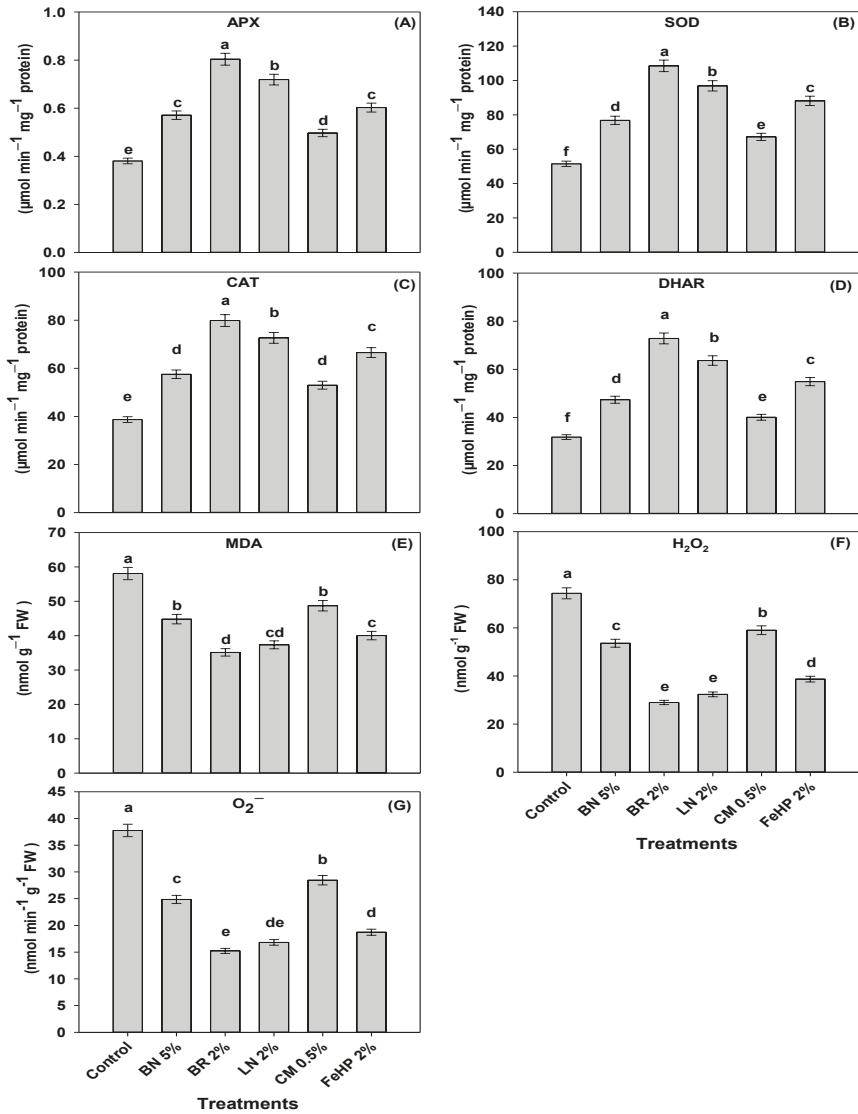 APX
(A)
(µmol min⁻¹ mg⁻¹ protein)
1.0
0.8
0.6
0.4
0.2
0.0
e
c
a
b
d
c
SOD
(B)
(µmol min⁻¹ mg⁻¹ protein)
140
120
100
80
60
40
20
0
f
d
a
b
e
c
CAT
(C)
(µmol min⁻¹ mg⁻¹ protein)
100
80
60
40
20
0
e
d
a
b
d
c
DHAR
(D)
(µmol min⁻¹ mg⁻¹ protein)
100
80
60
40
20
0
f
d
a
b
e
c
MDA
(E)
(nmol g⁻¹ FW )
70
60
50
40
30
20
10
0
a
b
d
cd
b
c
H₂O₂
(F)
(nmol g⁻¹ FW)
100
80
60
40
20
0
a
c
e
e
b
d
Control
BN 5%
BR 2%
LN 2%
CM 0.5%
FeHP 2%
Treatments
O₂⁻
(G)
(nmol min⁻¹ g⁻¹ FW)
45
40
35
30
25
20
15
10
5
0
a
c
e
de
b
d
Control
BN 5%
BR 2%
LN 2%
CM 0.5%
FeHP 2%
Treatments